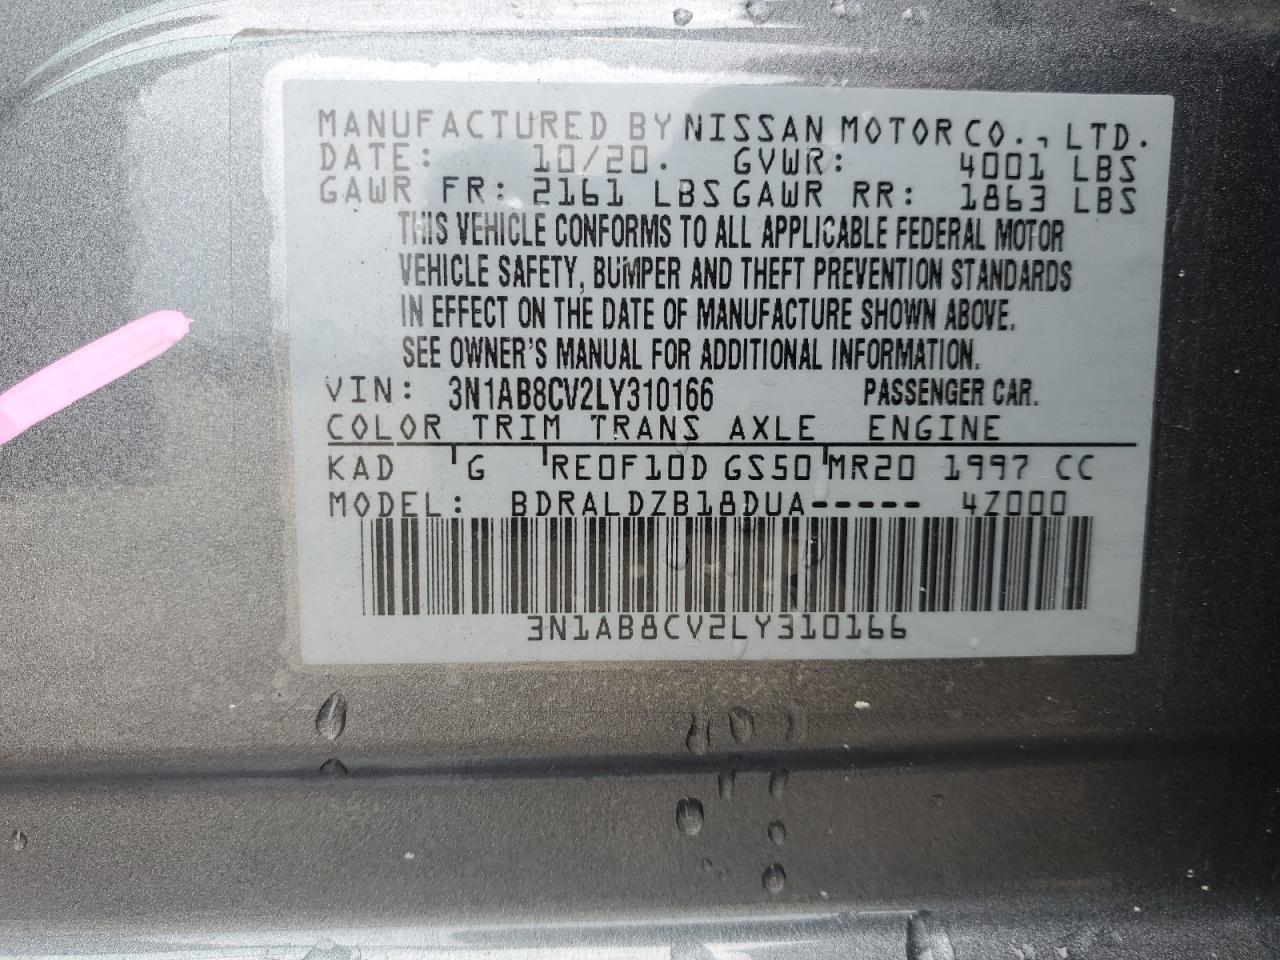 MANUFACTURED BY NISSAN MOTOR CO., LTD.
DATE: 10/20. GVWR: 4001 LBS
GAWR FR: 2161 LBS GAWR RR: 1863 LBS
THIS VEHICLE CONFORMS TO ALL APPLICABLE FEDERAL MOTOR
VEHICLE SAFETY, BUMPER AND THEFT PREVENTION STANDARDS
IN EFFECT ON THE DATE OF MANUFACTURE SHOWN ABOVE.
SEE OWNER'S MANUAL FOR ADDITIONAL INFORMATION.
VIN: 3N1AB8CV2LY310166 PASSENGER CAR.
COLOR TRIM TRANS AXLE ENGINE
KAD G RE0F10D GS50 MR20 1997 CC
MODEL: BDRALDZB18DUA----- 4Z000
3N1AB8CV2LY310166